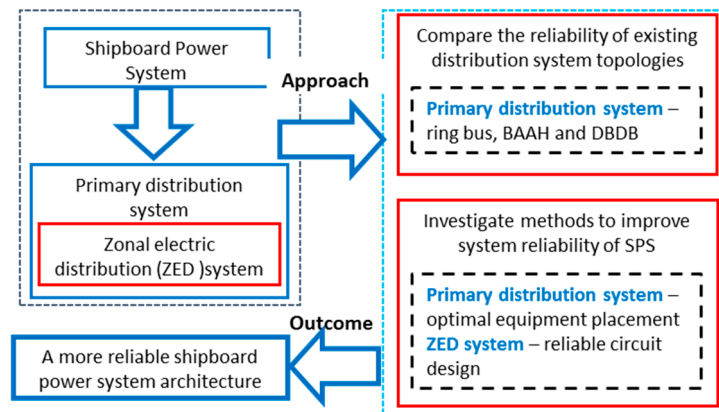 Shipboard Power
System
Primary distribution
system
Zonal electric
distribution (ZED )system
Approach
Compare the reliability of existing
distribution system topologies
Primary distribution system –
ring bus, BAAH and DBDB
Investigate methods to improve
system reliability of SPS
Primary distribution system –
optimal equipment placement
ZED system – reliable circuit
design
Outcome
A more reliable shipboard
power system architecture